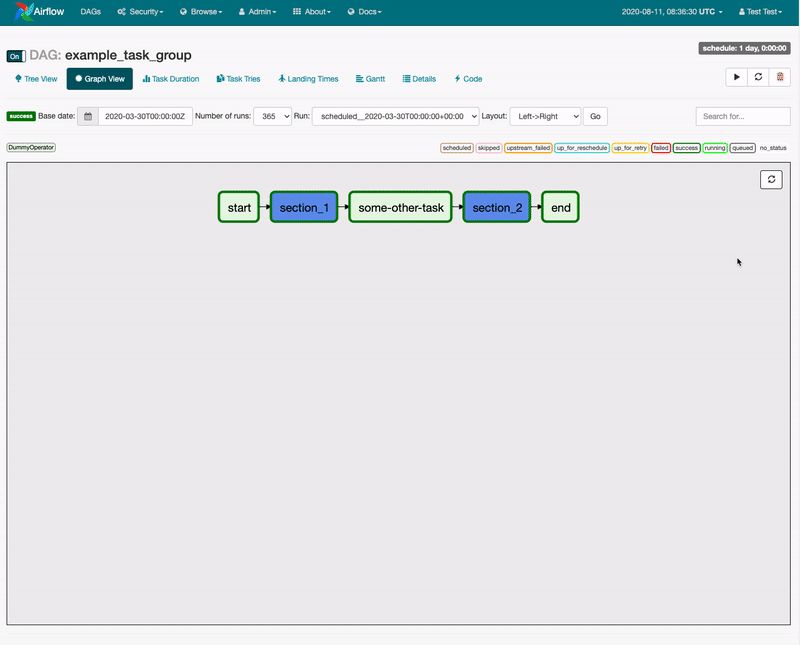 Airflow DAGs Security Browse Admin About Docs 2020-08-11, 08:36:30 UTC Test Test
On DAG: example_task_group schedule: 1 day, 0:00:00
Tree View Graph View Task Duration Task Tries Landing Times Gantt Details Code
success Base date: 2020-03-30T00:00:00Z Number of runs: 365 Run: scheduled__2020-03-30T00:00:00+00:00 Layout: Left->Right Go Search for...
DummyOperator scheduled skipped upstream_failed up_for_reschedule up_for_retry failed success running queued no_status
start section_1 some-other-task section_2 end